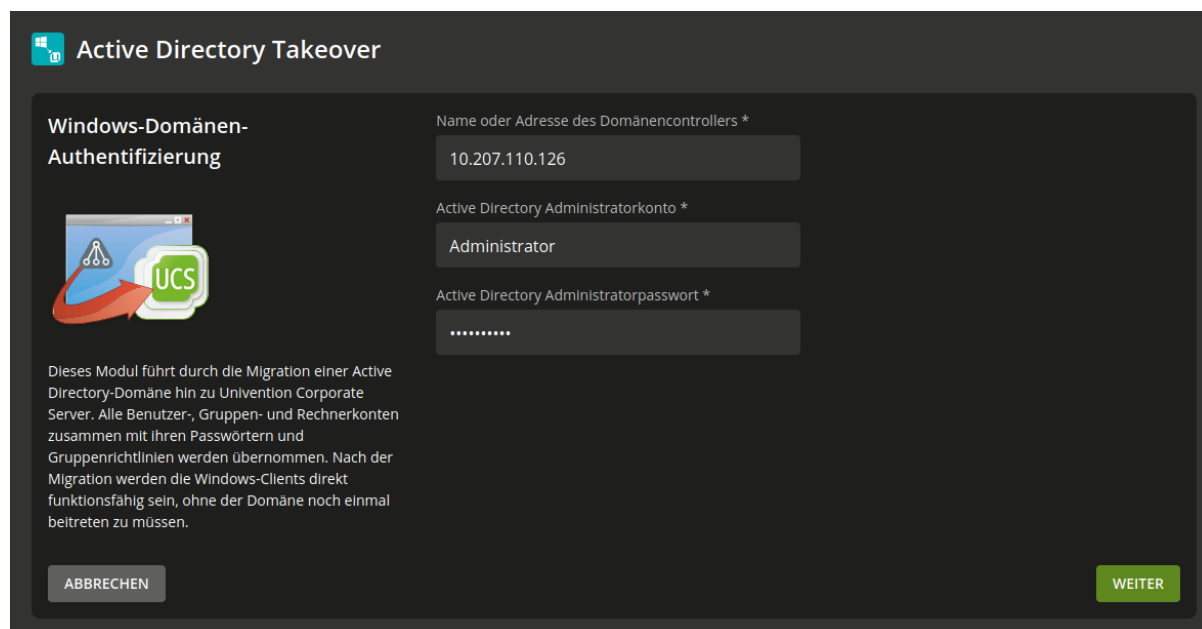 Active Directory Takeover
Windows-Domänen-
Authentifizierung
UCS
Dieses Modul führt durch die Migration einer Active
Directory-Domäne hin zu Univention Corporate
Server. Alle Benutzer-, Gruppen- und Rechnerkonten
zusammen mit ihren Passwörtern und
Gruppenrichtlinien werden übernommen. Nach der
Migration werden die Windows-Clients direkt
funktionsfähig sein, ohne der Domäne noch einmal
beitreten zu müssen.
Name oder Adresse des Domänencontrollers *
10.207.110.126
Active Directory Administratorkonto *
Administrator
Active Directory Administratorpasswort *
••••••••••
ABBRECHEN
WEITER